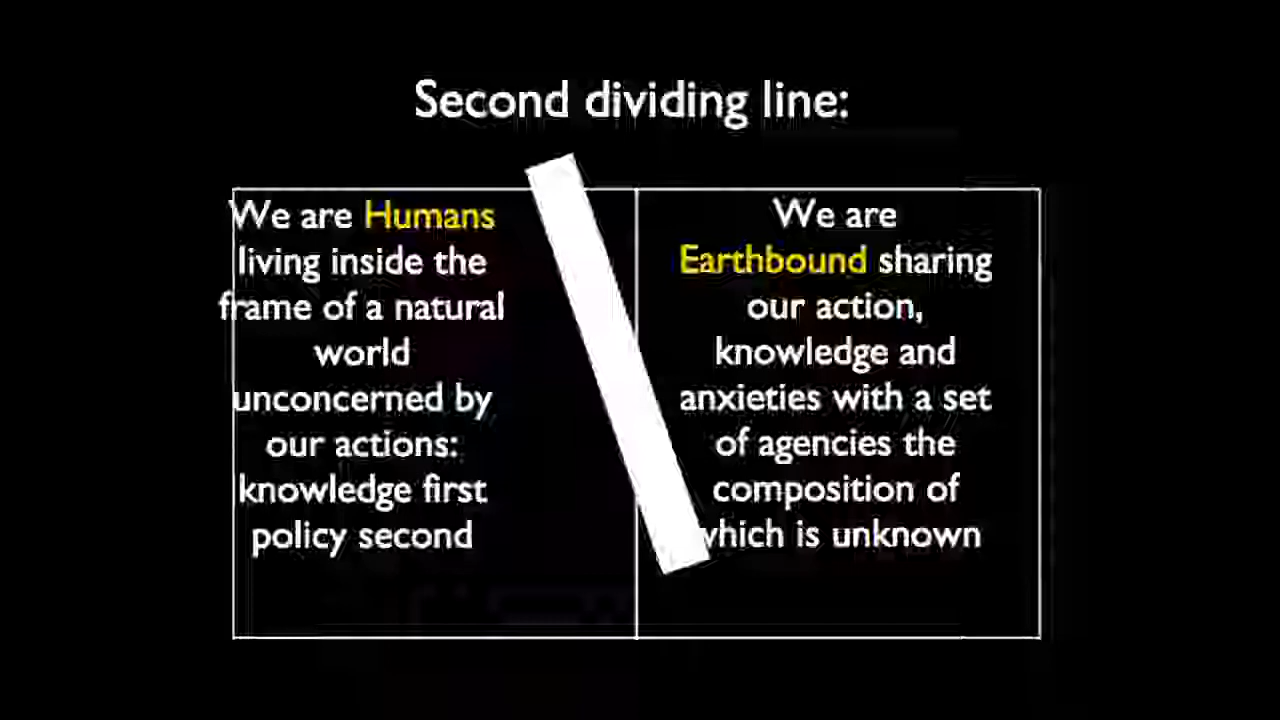 Second dividing line:
We are Humans
living inside the
frame of a natural
world
unconcerned by
our actions:
knowledge first
policy second
We are
Earthbound sharing
our action,
knowledge and
anxieties with a set
of agencies the
composition of
which is unknown